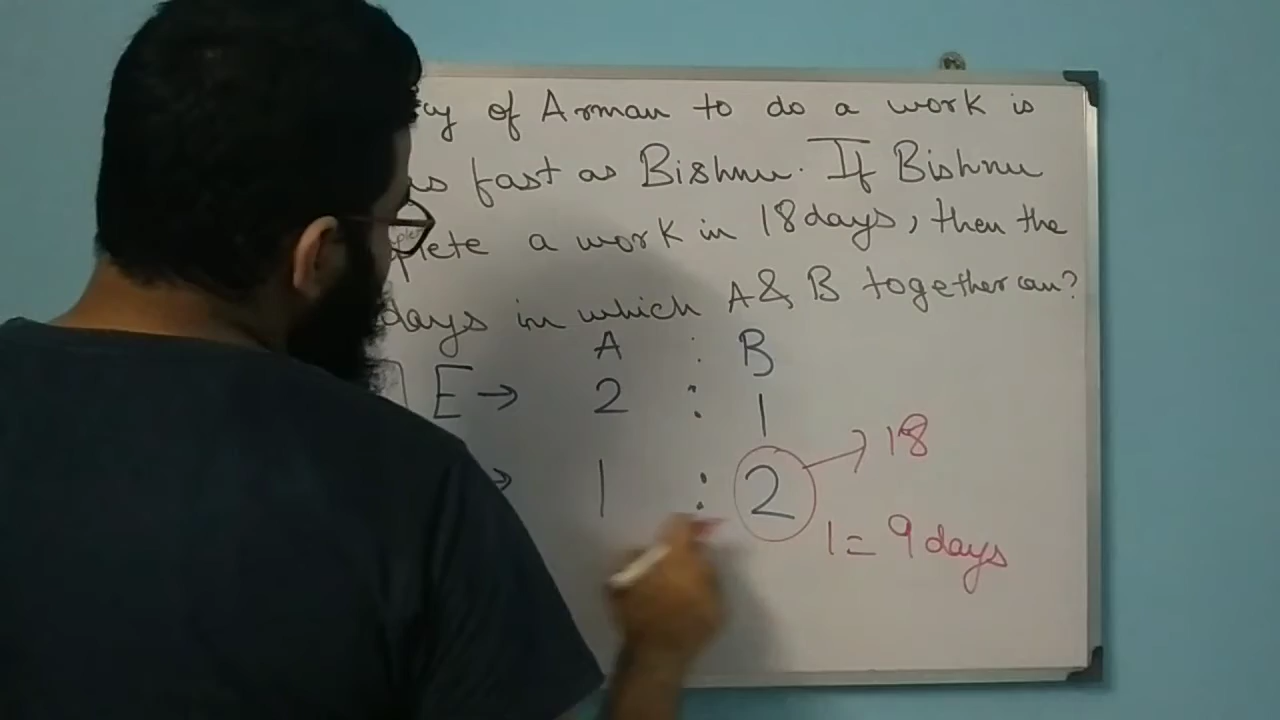 of Arman to do a work is
as fast as Bishnu. If Bishnu
plete a work in 18 days, then the
days in which A & B together can?
A : B
E → 2 : 1
→ 1 : 2 → 18
1 = 9 days